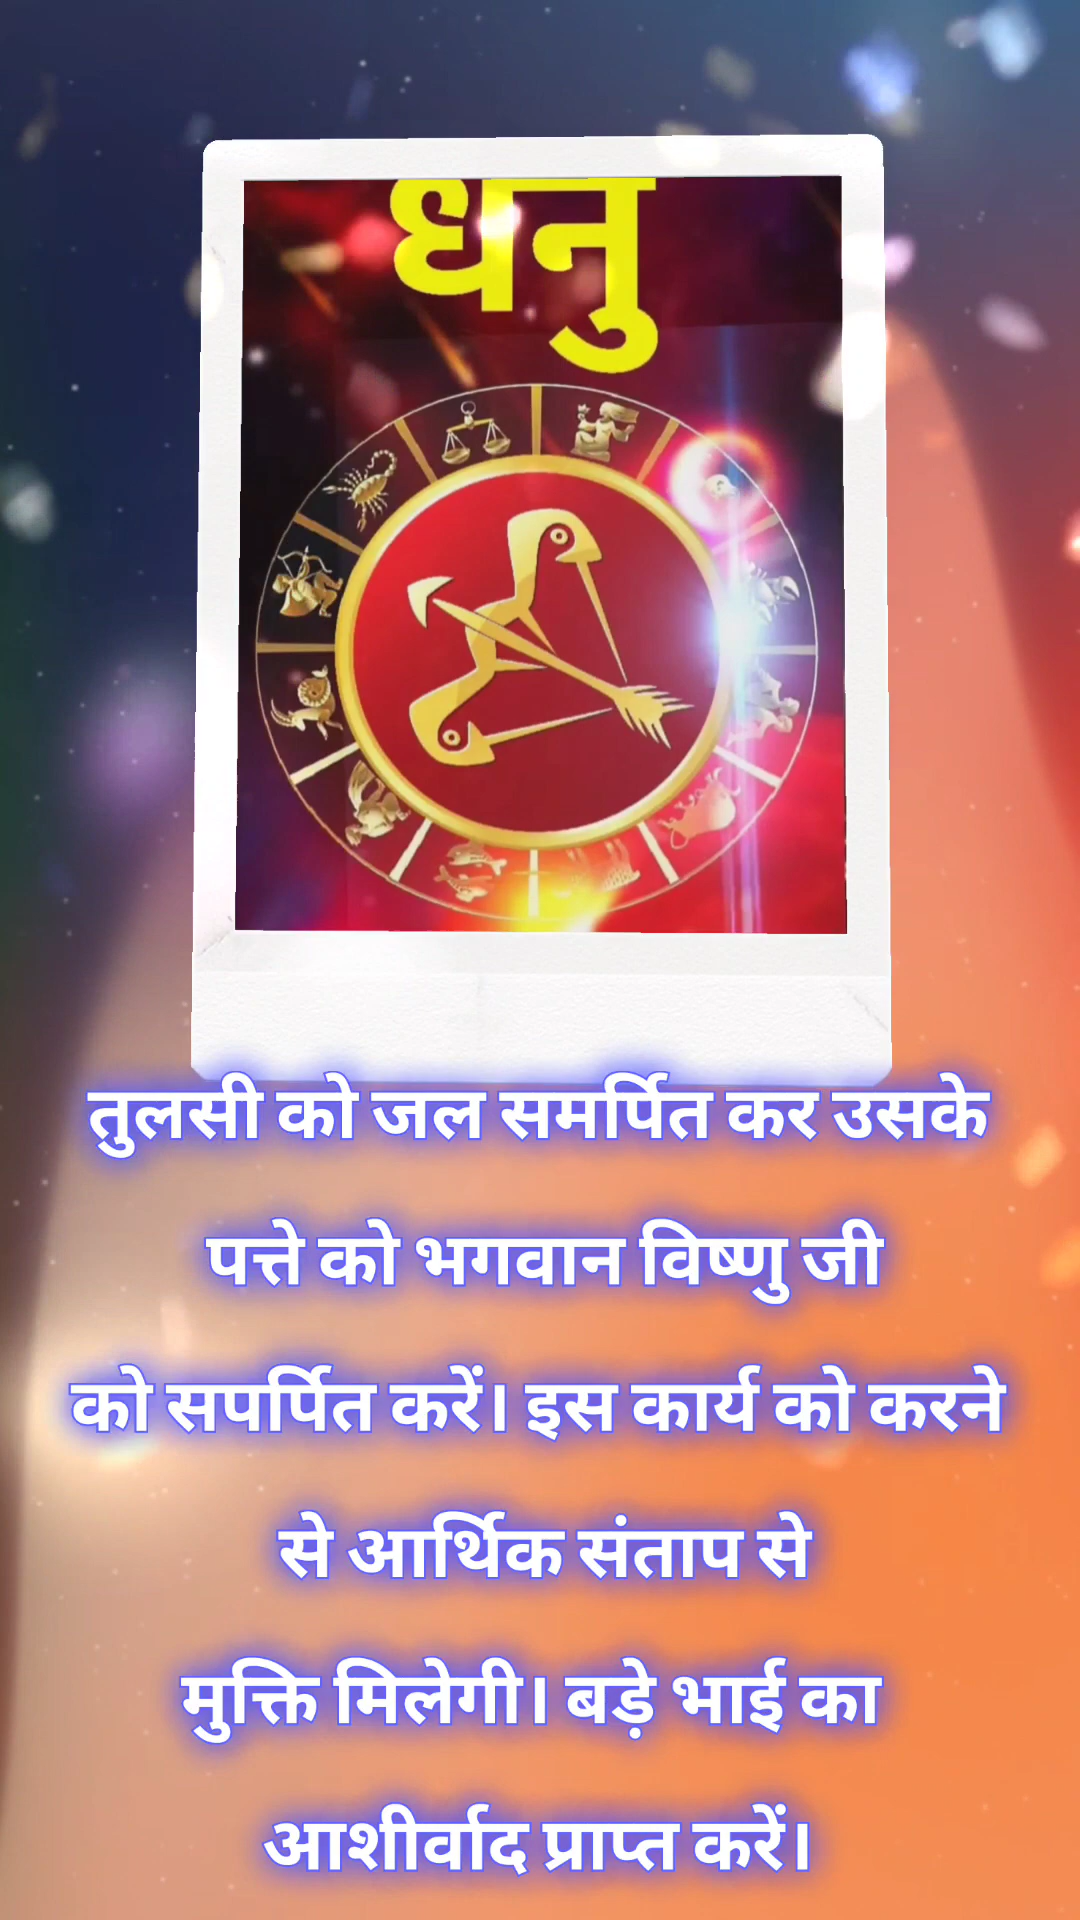 धनु
तुलसी को जल समर्पित कर उसके
पत्ते को भगवान विष्णु जी
को सपर्पित करें। इस कार्य को करने
से आर्थिक संताप से
मुक्ति मिलेगी। बड़े भाई का
आशीर्वाद प्राप्त करें।